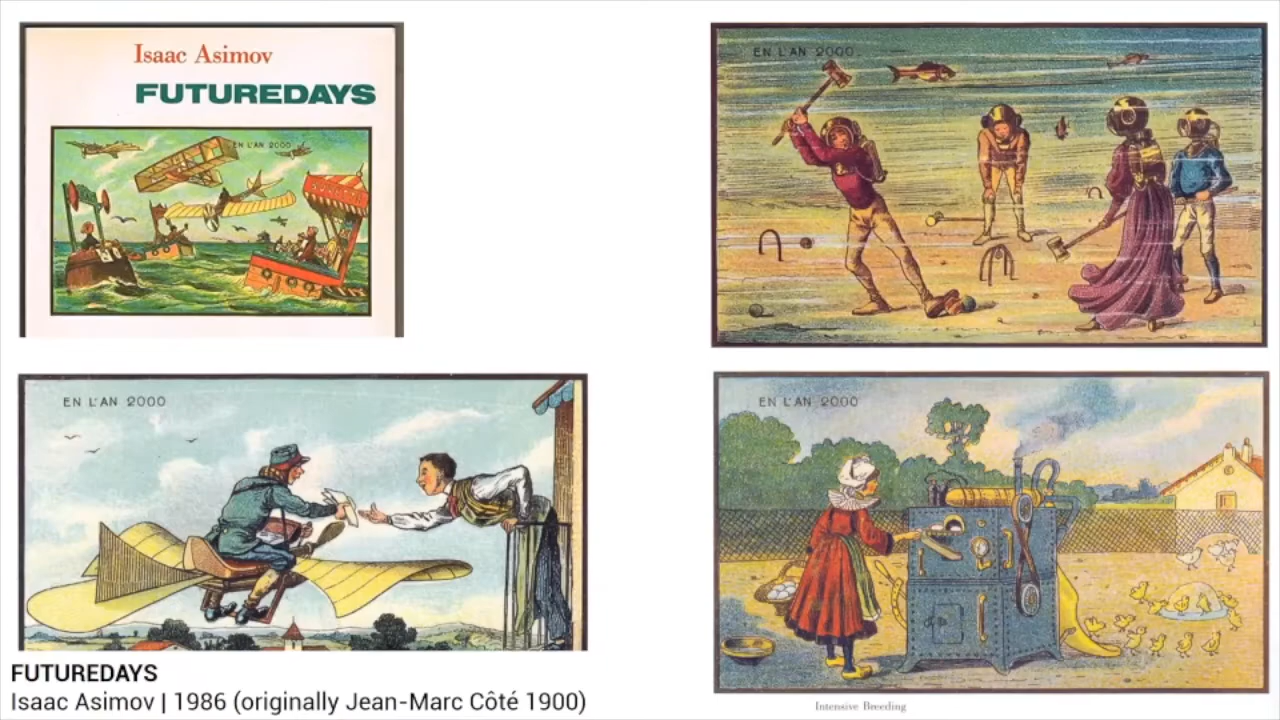 Isaac Asimov
FUTUREDAYS
EN L'AN 2000
EN L'AN 2000
EN L'AN 2000
EN L'AN 2000
Intensive Breeding
FUTUREDAYS
Isaac Asimov | 1986 (originally Jean-Marc Côté 1900)